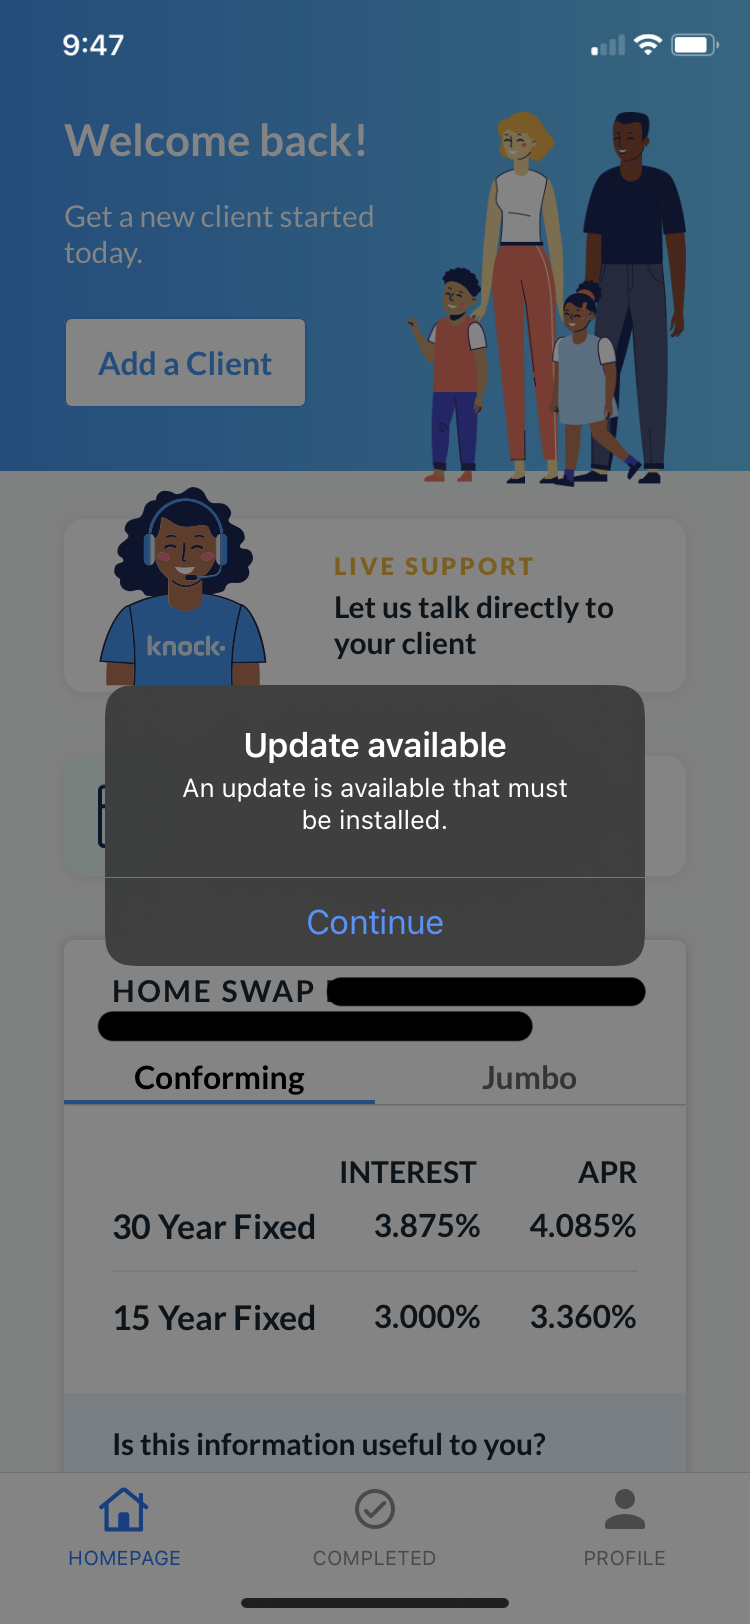 9:47
Welcome back!
Get a new client started
today.
Add a Client
LIVE SUPPORT
Let us talk directly to
your client
knock.
Update available
An update is available that must
be installed.
Continue
HOME SWAP
Conforming
Jumbo
INTEREST APR
30 Year Fixed 3.875% 4.085%
15 Year Fixed 3.000% 3.360%
Is this information useful to you?
HOMEPAGE
COMPLETED
PROFILE